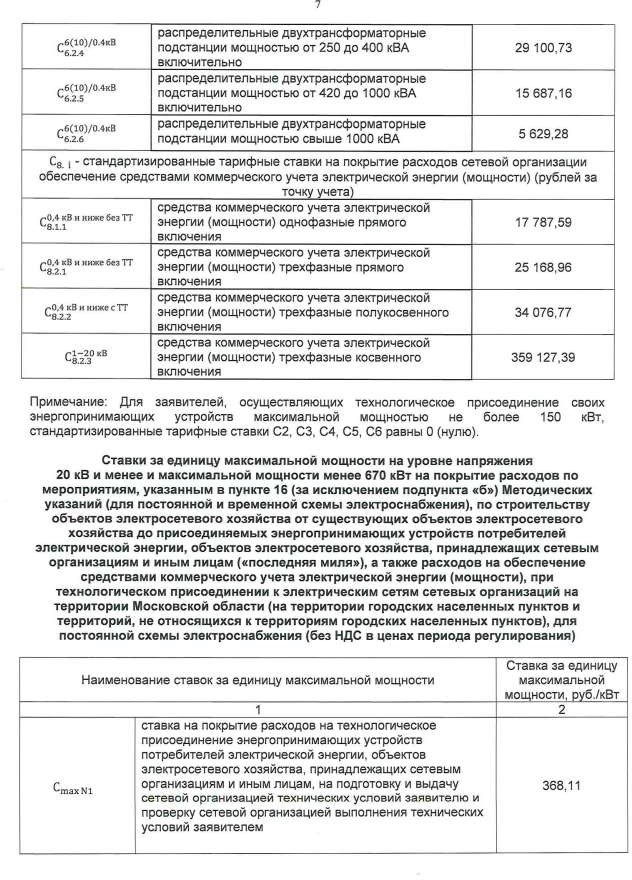 7
C_{6.2.4}^{6(10)/0.4кВ}
распределительные двухтрансформаторные
подстанции мощностью от 250 до 400 кВА
включительно
29 100,73
C_{6.2.5}^{6(10)/0.4кВ}
распределительные двухтрансформаторные
подстанции мощностью от 420 до 1000 кВА
включительно
15 687,16
C_{6.2.6}^{6(10)/0.4кВ}
распределительные двухтрансформаторные
подстанции мощностью свыше 1000 кВА
5 629,28
C_{8. i} - стандартизированные тарифные ставки на покрытие расходов сетевой организации
обеспечение средствами коммерческого учета электрической энергии (мощности) (рублей за
точку учета)
C_{8.1.1}^{0,4 кВ и ниже без ТТ}
средства коммерческого учета электрической
энергии (мощности) однофазные прямого
включения
17 787,59
C_{8.2.1}^{0,4 кВ и ниже без ТТ}
средства коммерческого учета электрической
энергии (мощности) трехфазные прямого
включения
25 168,96
C_{8.2.2}^{0,4 кВ и ниже с ТТ}
средства коммерческого учета электрической
энергии (мощности) трехфазные полукосвенного
включения
34 076,77
C_{8.2.3}^{1−20 кВ}
средства коммерческого учета электрической
энергии (мощности) трехфазные косвенного
включения
359 127,39
Примечание: Для заявителей, осуществляющих технологическое присоединение своих
энергопринимающих устройств максимальной мощностью не более 150 кВт,
стандартизированные тарифные ставки С2, С3, С4, С5, С6 равны 0 (нулю).
Ставки за единицу максимальной мощности на уровне напряжения
20 кВ и менее и максимальной мощности менее 670 кВт на покрытие расходов по
мероприятиям, указанным в пункте 16 (за исключением подпункта «б») Методических
указаний (для постоянной и временной схемы электроснабжения), по строительству
объектов электросетевого хозяйства от существующих объектов электросетевого
хозяйства до присоединяемых энергопринимающих устройств потребителей
электрической энергии, объектов электросетевого хозяйства, принадлежащих сетевым
организациям и иным лицам («последняя миля»), а также расходов на обеспечение
средствами коммерческого учета электрической энергии (мощности), при
технологическом присоединении к электрическим сетям сетевых организаций на
территории Московской области (на территории городских населенных пунктов и
территорий, не относящихся к территориям городских населенных пунктов), для
постоянной схемы электроснабжения (без НДС в ценах периода регулирования)
Наименование ставок за единицу максимальной мощности
Ставка за единицу
максимальной
мощности, руб./кВт
1
2
C_{max N1}
ставка на покрытие расходов на технологическое
присоединение энергопринимающих устройств
потребителей электрической энергии, объектов
электросетевого хозяйства, принадлежащих сетевым
организациям и иным лицам, на подготовку и выдачу
сетевой организацией технических условий заявителю и
проверку сетевой организацией выполнения технических
условий заявителем
368,11